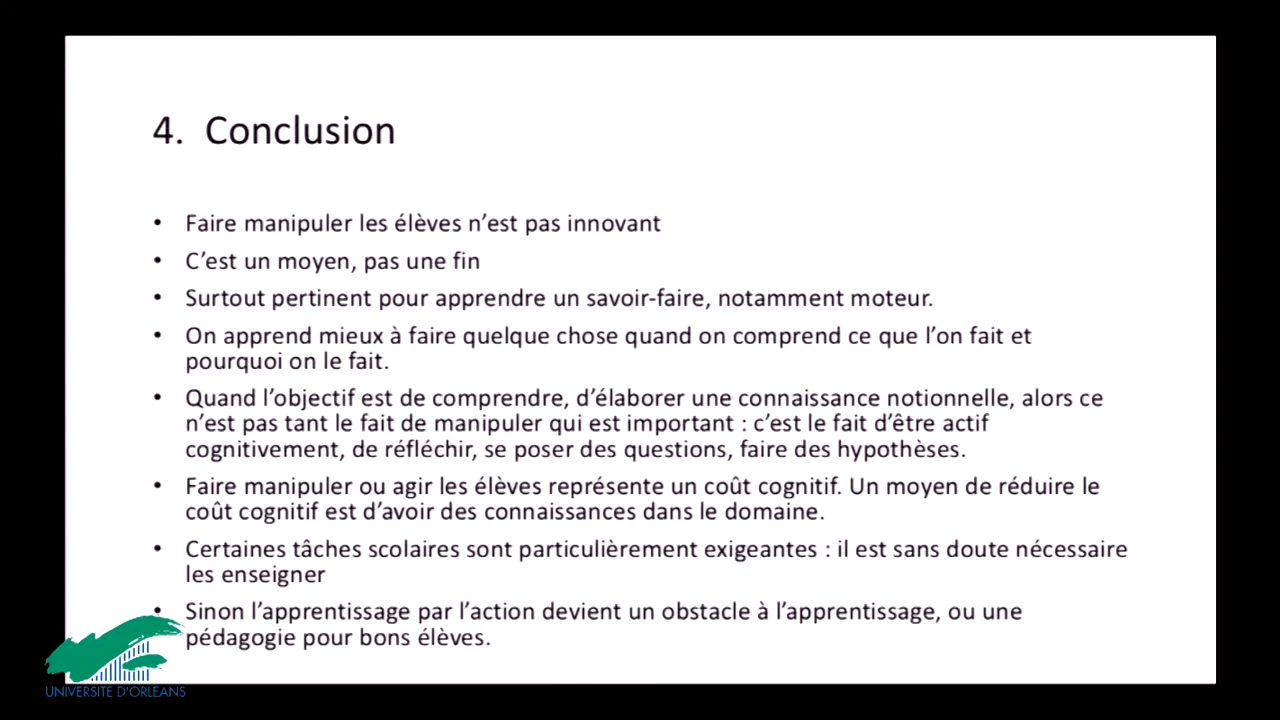 4. Conclusion
• Faire manipuler les élèves n’est pas innovant
• C’est un moyen, pas une fin
• Surtout pertinent pour apprendre un savoir-faire, notamment moteur.
• On apprend mieux à faire quelque chose quand on comprend ce que l’on fait et
pourquoi on le fait.
• Quand l’objectif est de comprendre, d’élaborer une connaissance notionnelle, alors ce
n’est pas tant le fait de manipuler qui est important : c’est le fait d’être actif
cognitivement, de réfléchir, se poser des questions, faire des hypothèses.
• Faire manipuler ou agir les élèves représente un coût cognitif. Un moyen de réduire le
coût cognitif est d’avoir des connaissances dans le domaine.
• Certaines tâches scolaires sont particulièrement exigeantes : il est sans doute nécessaire
les enseigner
• Sinon l’apprentissage par l’action devient un obstacle à l’apprentissage, ou une
pédagogie pour bons élèves.
UNIVERSITE D'ORLEANS